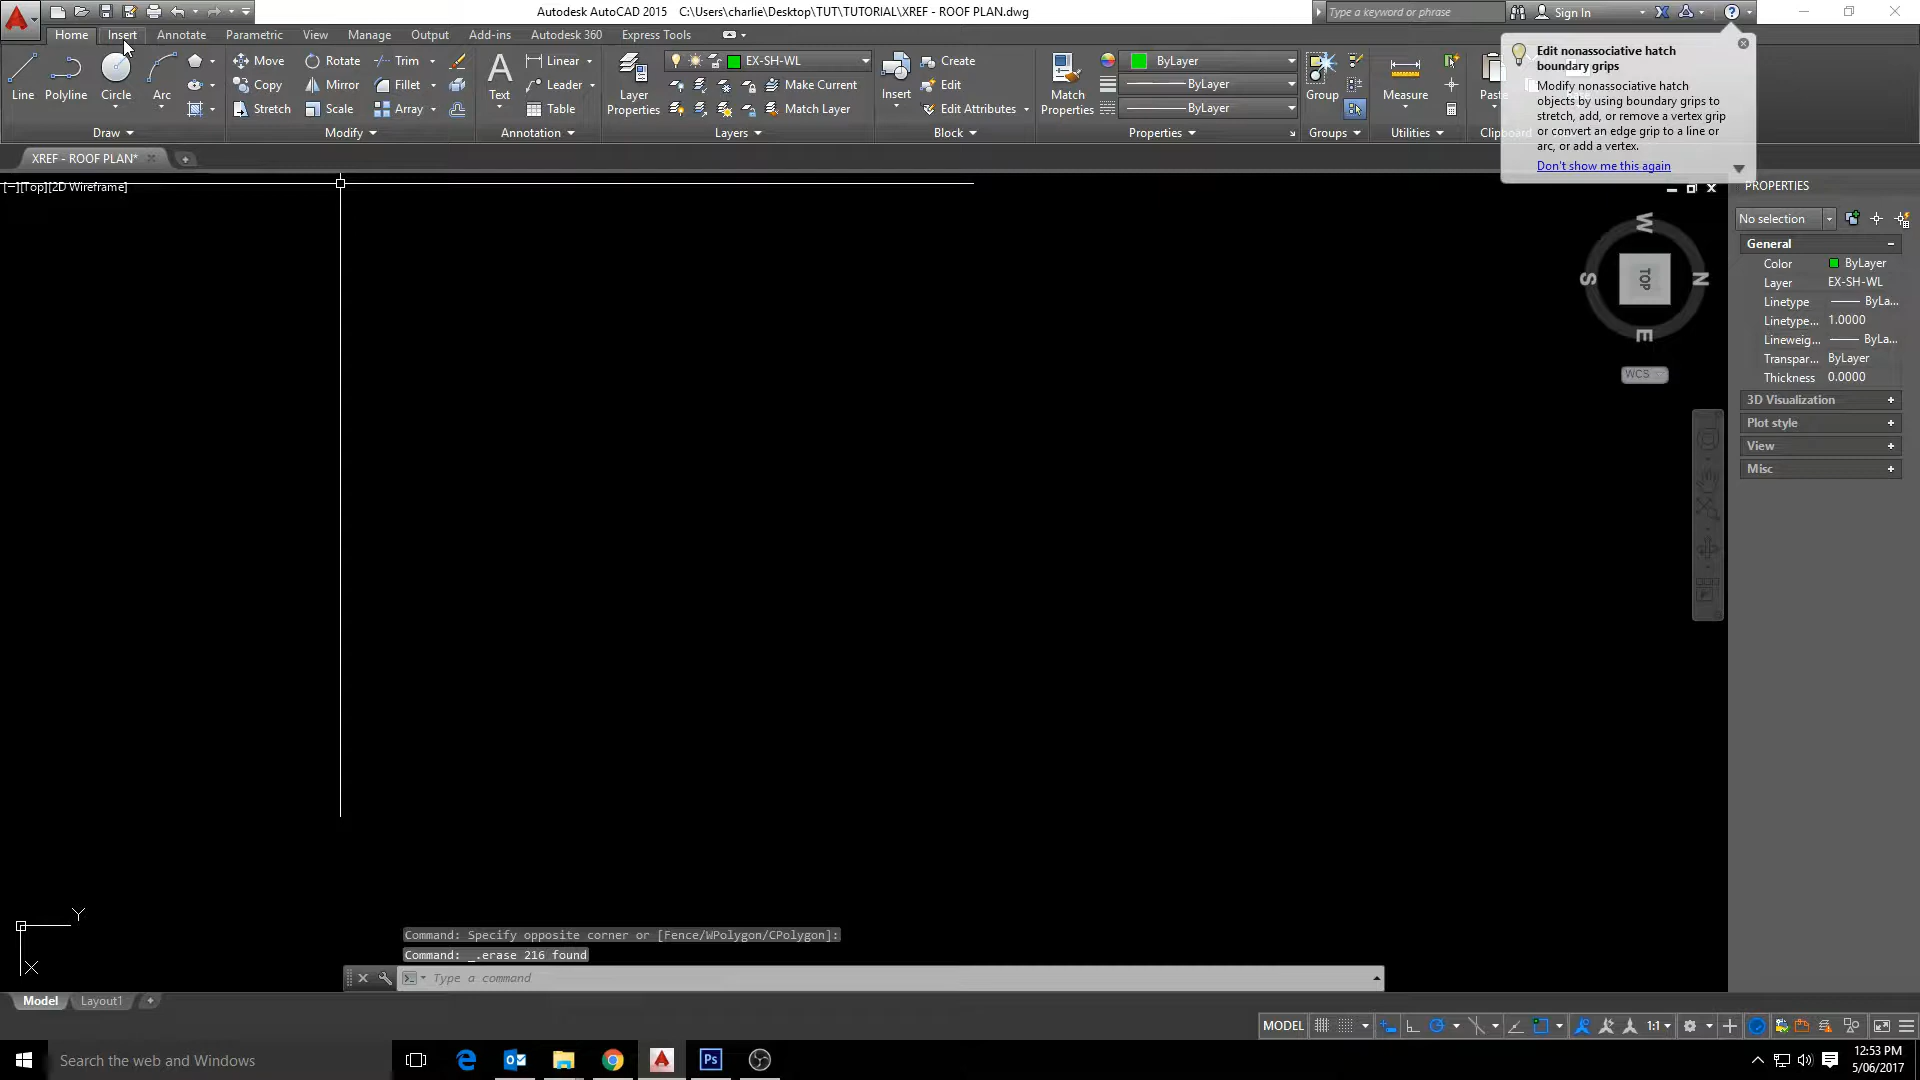 Autodesk AutoCAD 2015 C:\Users\charlie\Desktop\TUT\TUTORIAL\XREF - ROOF PLAN.dwg
Type a keyword or phrase
Sign In
Home Insert Annotate Parametric View Manage Output Add-ins Autodesk 360 Express Tools
Line Polyline Circle Arc
Move Rotate Trim
Copy Mirror Fillet
Stretch Scale Array
Text
Linear
Leader
Table
Layer
Properties
EX-SH-WL
Make Current
Match Layer
Insert
Create
Edit
Edit Attributes
Match
Properties
ByLayer
ByLayer
ByLayer
Group
Measure
Paste
Draw Modify Annotation Layers Block Properties Groups Utilities Clipboard
Edit nonassociative hatch
boundary grips
Modify nonassociative hatch
objects by using boundary grips to
stretch, add, or remove a vertex grip
or convert an edge grip to a line or
arc, or add a vertex.
Don't show me this again
XREF - ROOF PLAN*
[−][Top][2D Wireframe]
W
S TOP N
E
WCS
PROPERTIES
No selection
General
Color ByLayer
Layer EX-SH-WL
Linetype ByLa...
Linetype... 1.0000
Lineweig... ByLa...
Transpar... ByLayer
Thickness 0.0000
3D Visualization
Plot style
View
Misc
Y
X
Command: Specify opposite corner or [Fence/WPolygon/CPolygon]:
Command: _.erase 216 found
Type a command
Model Layout1
MODEL 1:1
Search the web and Windows
Ps
12:53 PM
5/06/2017